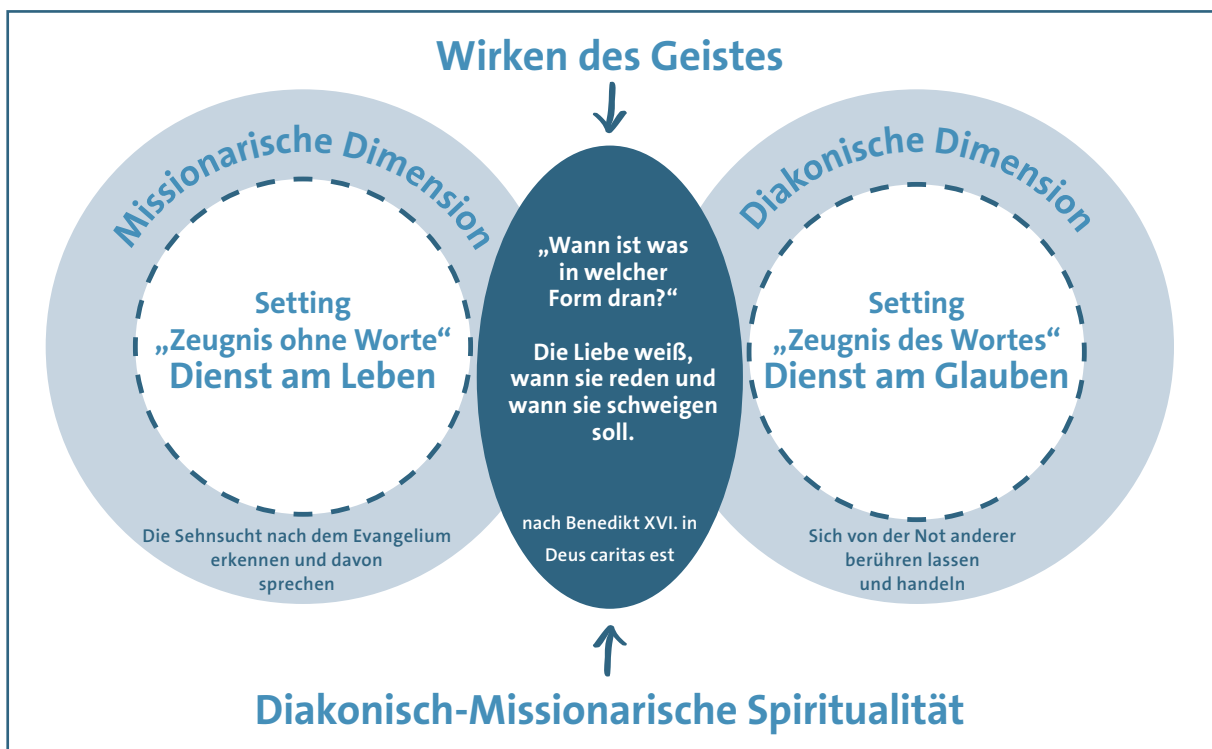 Wirken des Geistes
Missionarische Dimension
Setting
„Zeugnis ohne Worte“
Dienst am Leben
Die Sehnsucht nach dem Evangelium
erkennen und davon
sprechen
„Wann ist was
in welcher
Form dran?“
Die Liebe weiß,
wann sie reden und
wann sie schweigen
soll.
nach Benedikt XVI. in
Deus caritas est
Diakonische Dimension
Setting
„Zeugnis des Wortes“
Dienst am Glauben
Sich von der Not anderer
berühren lassen
und handeln
Diakonisch-Missionarische Spiritualität